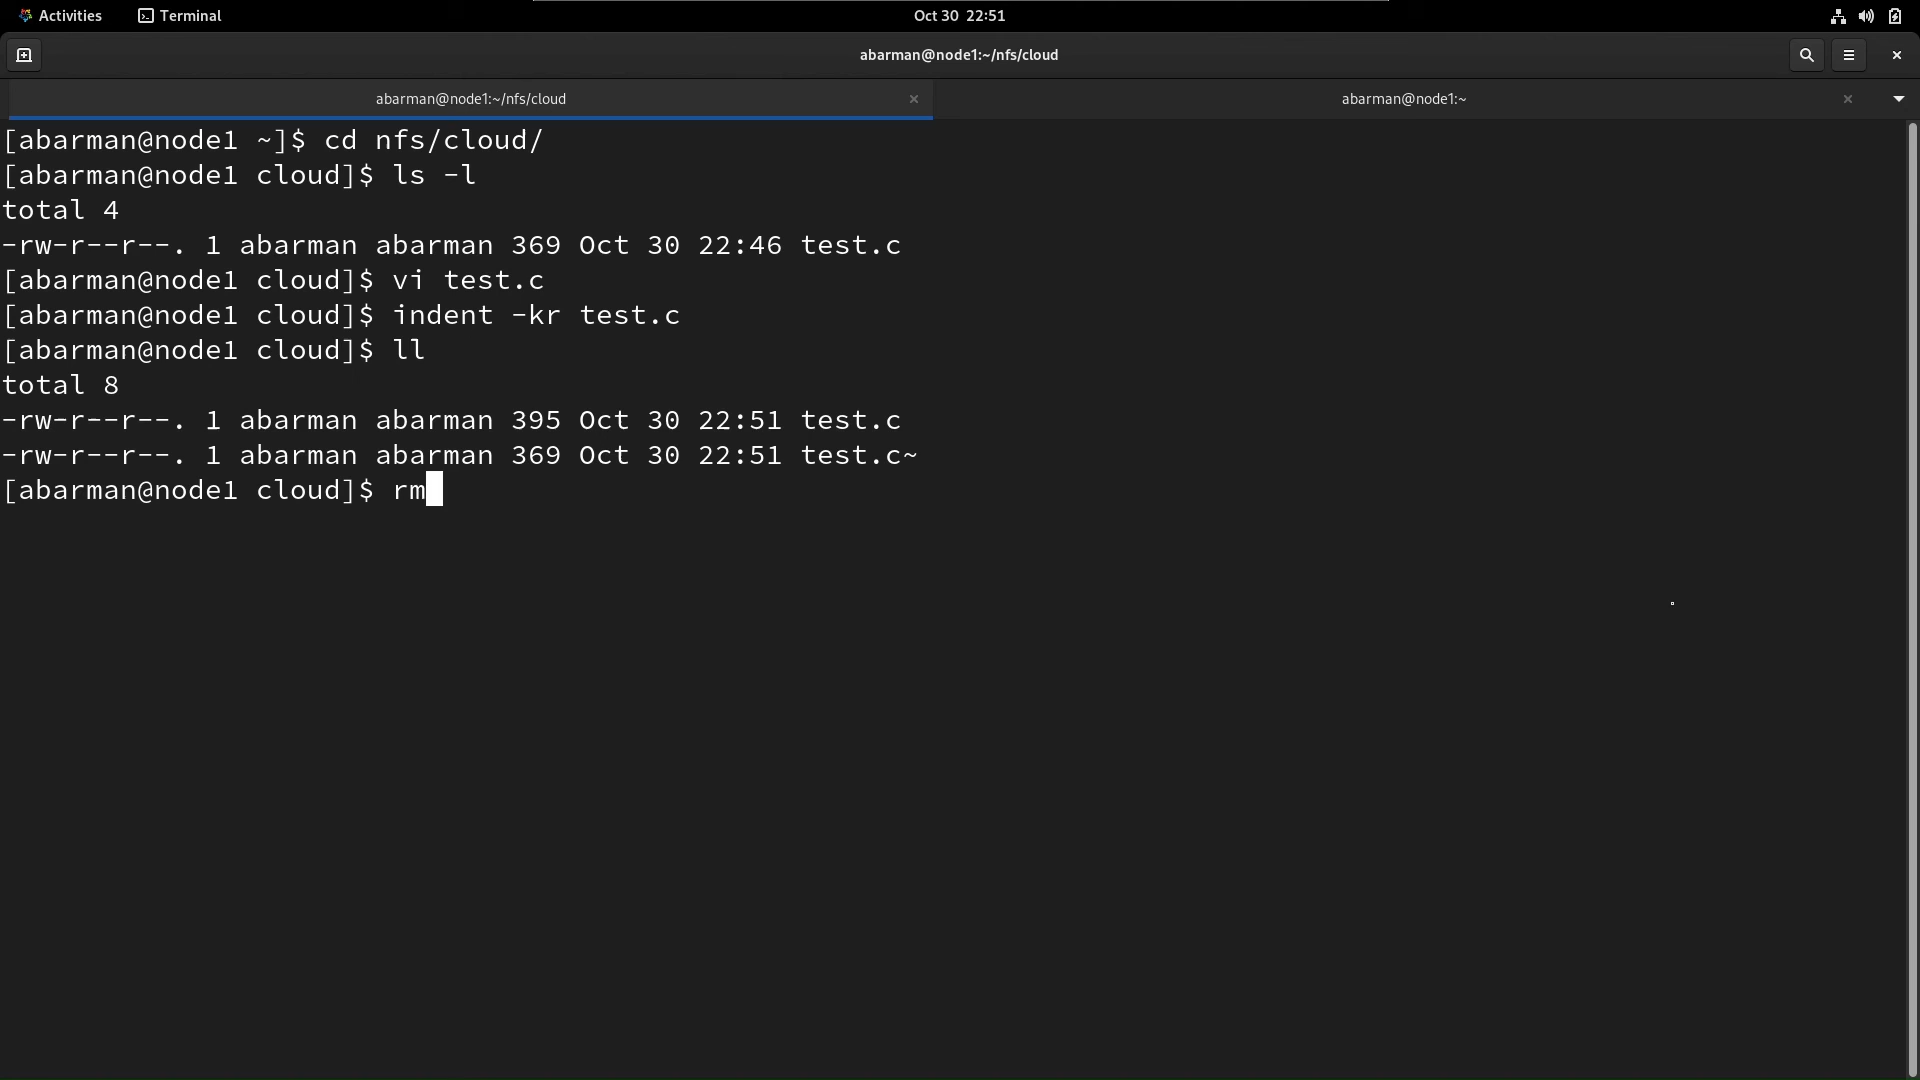 Activities Terminal Oct 30 22:51
abarman@node1:~/nfs/cloud
abarman@node1:~/nfs/cloud abarman@node1:~
[abarman@node1 ~]$ cd nfs/cloud/
[abarman@node1 cloud]$ ls -l
total 4
-rw-r--r--. 1 abarman abarman 369 Oct 30 22:46 test.c
[abarman@node1 cloud]$ vi test.c
[abarman@node1 cloud]$ indent -kr test.c
[abarman@node1 cloud]$ ll
total 8
-rw-r--r--. 1 abarman abarman 395 Oct 30 22:51 test.c
-rw-r--r--. 1 abarman abarman 369 Oct 30 22:51 test.c~
[abarman@node1 cloud]$ rm